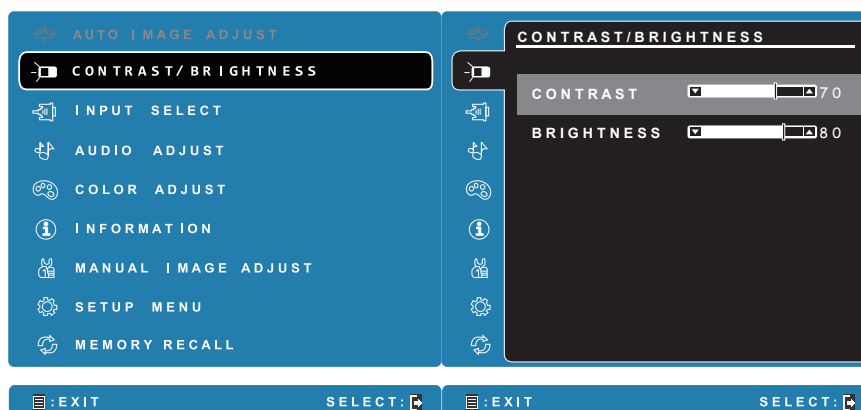 AUTO IMAGE ADJUST
CONTRAST/BRIGHTNESS
INPUT SELECT
AUDIO ADJUST
COLOR ADJUST
INFORMATION
MANUAL IMAGE ADJUST
SETUP MENU
MEMORY RECALL
:EXIT SELECT:
CONTRAST/BRIGHTNESS
CONTRAST 70
BRIGHTNESS 80
:EXIT SELECT: